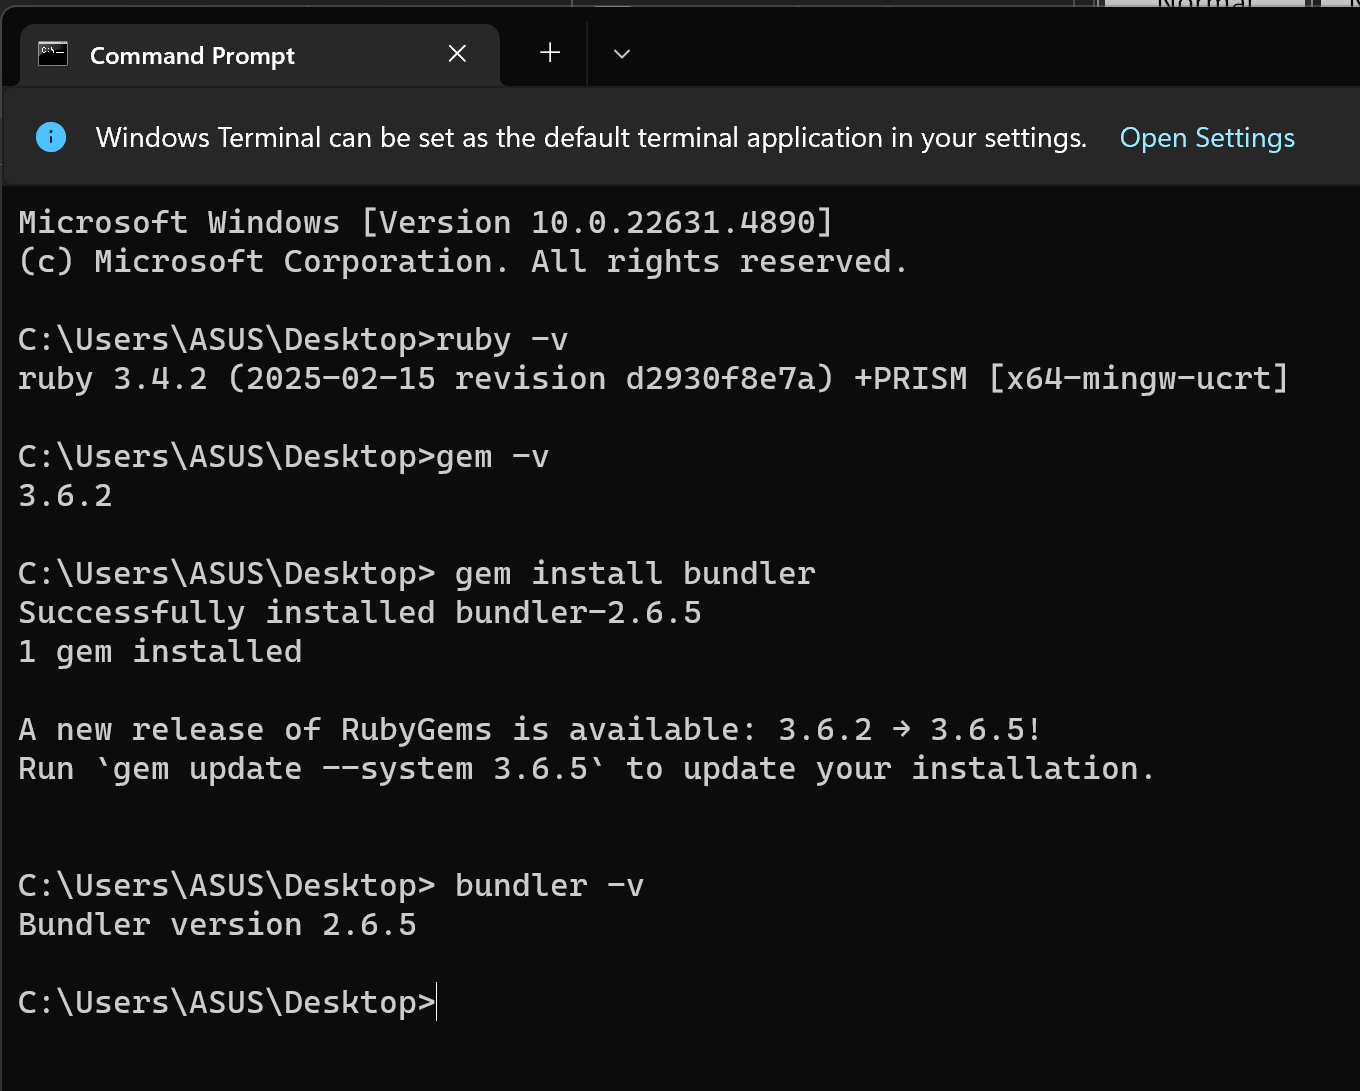 Normal
Command Prompt
Windows Terminal can be set as the default terminal application in your settings. Open Settings
Microsoft Windows [Version 10.0.22631.4890]
(c) Microsoft Corporation. All rights reserved.
C:\Users\ASUS\Desktop>ruby -v
ruby 3.4.2 (2025-02-15 revision d2930f8e7a) +PRISM [x64-mingw-ucrt]
C:\Users\ASUS\Desktop>gem -v
3.6.2
C:\Users\ASUS\Desktop> gem install bundler
Successfully installed bundler-2.6.5
1 gem installed
A new release of RubyGems is available: 3.6.2 → 3.6.5!
Run `gem update --system 3.6.5` to update your installation.
C:\Users\ASUS\Desktop> bundler -v
Bundler version 2.6.5
C:\Users\ASUS\Desktop>